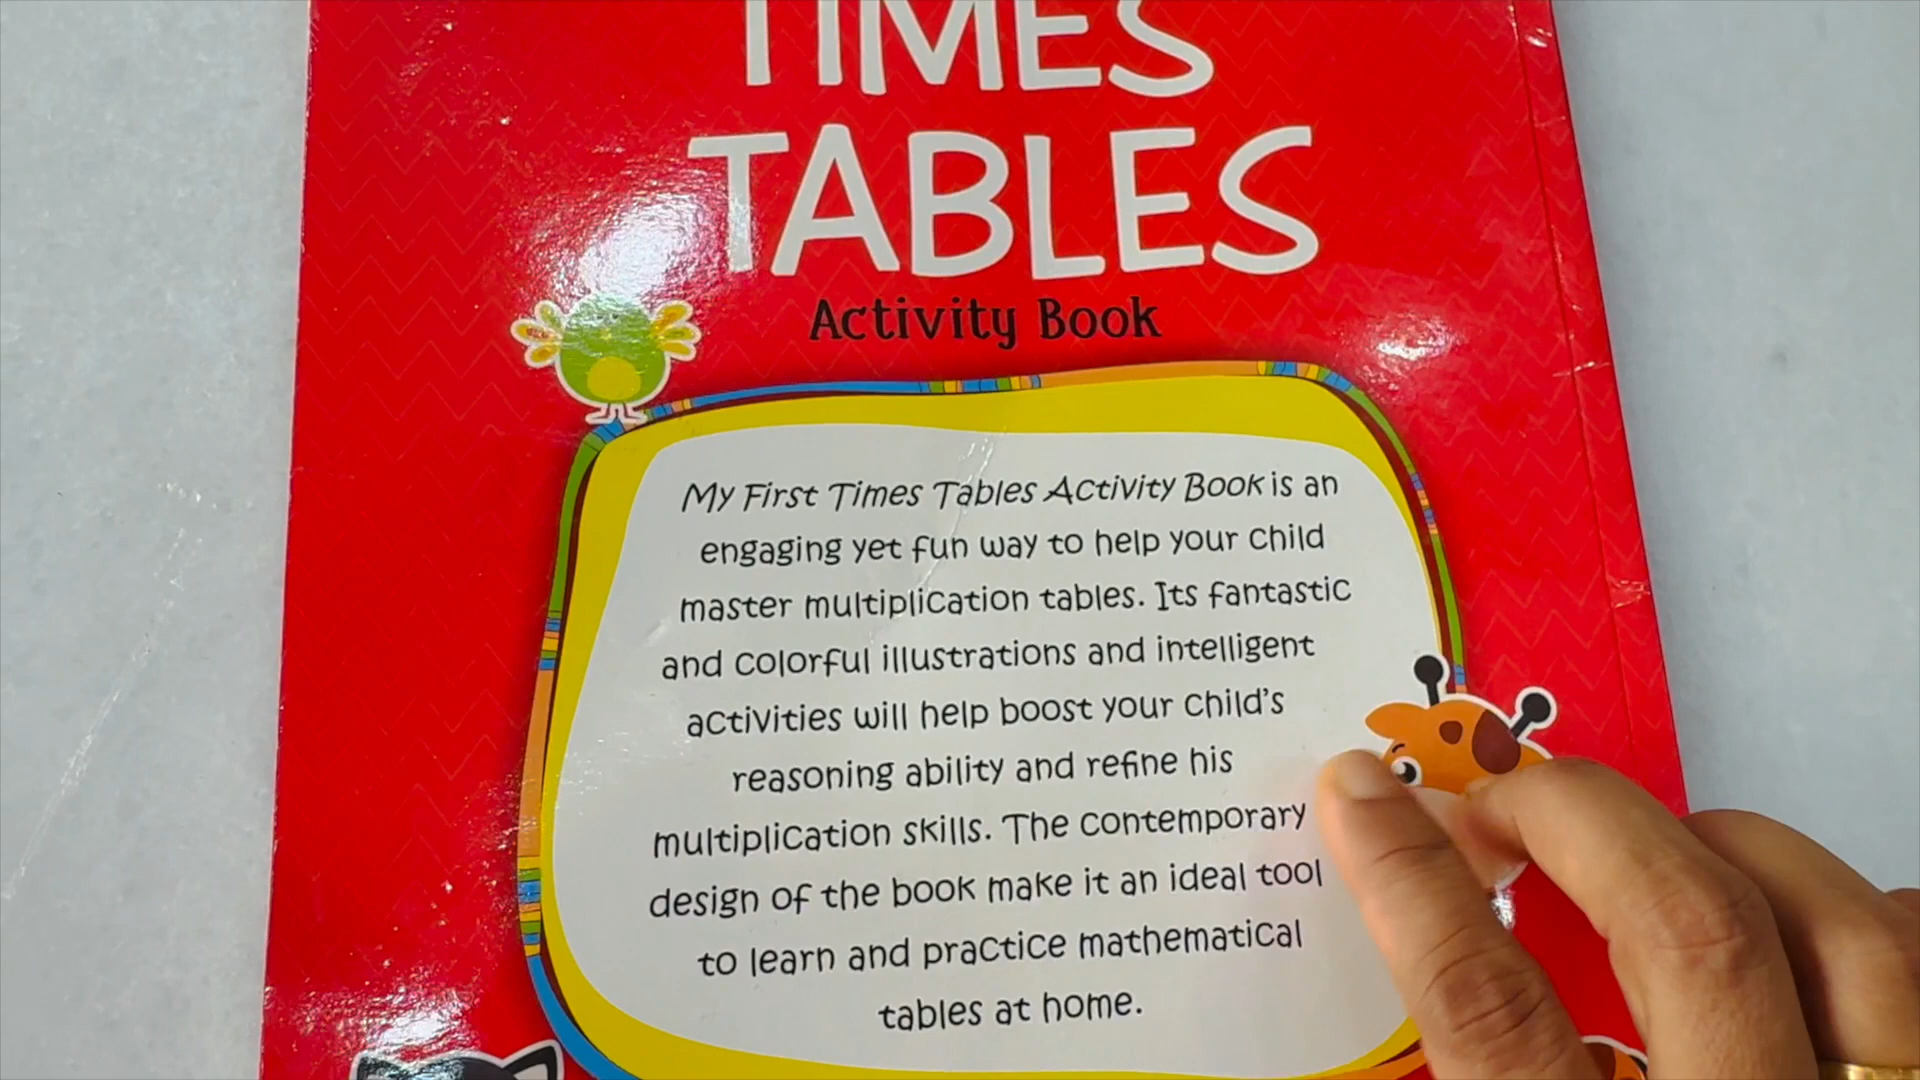 TIMES
TABLES
Activity Book
My First Times Tables Activity Book is an
engaging yet fun way to help your child
master multiplication tables. Its fantastic
and colorful illustrations and intelligent
activities will help boost your child's
reasoning ability and refine his
multiplication skills. The contemporary
design of the book make it an ideal tool
to learn and practice mathematical
tables at home.